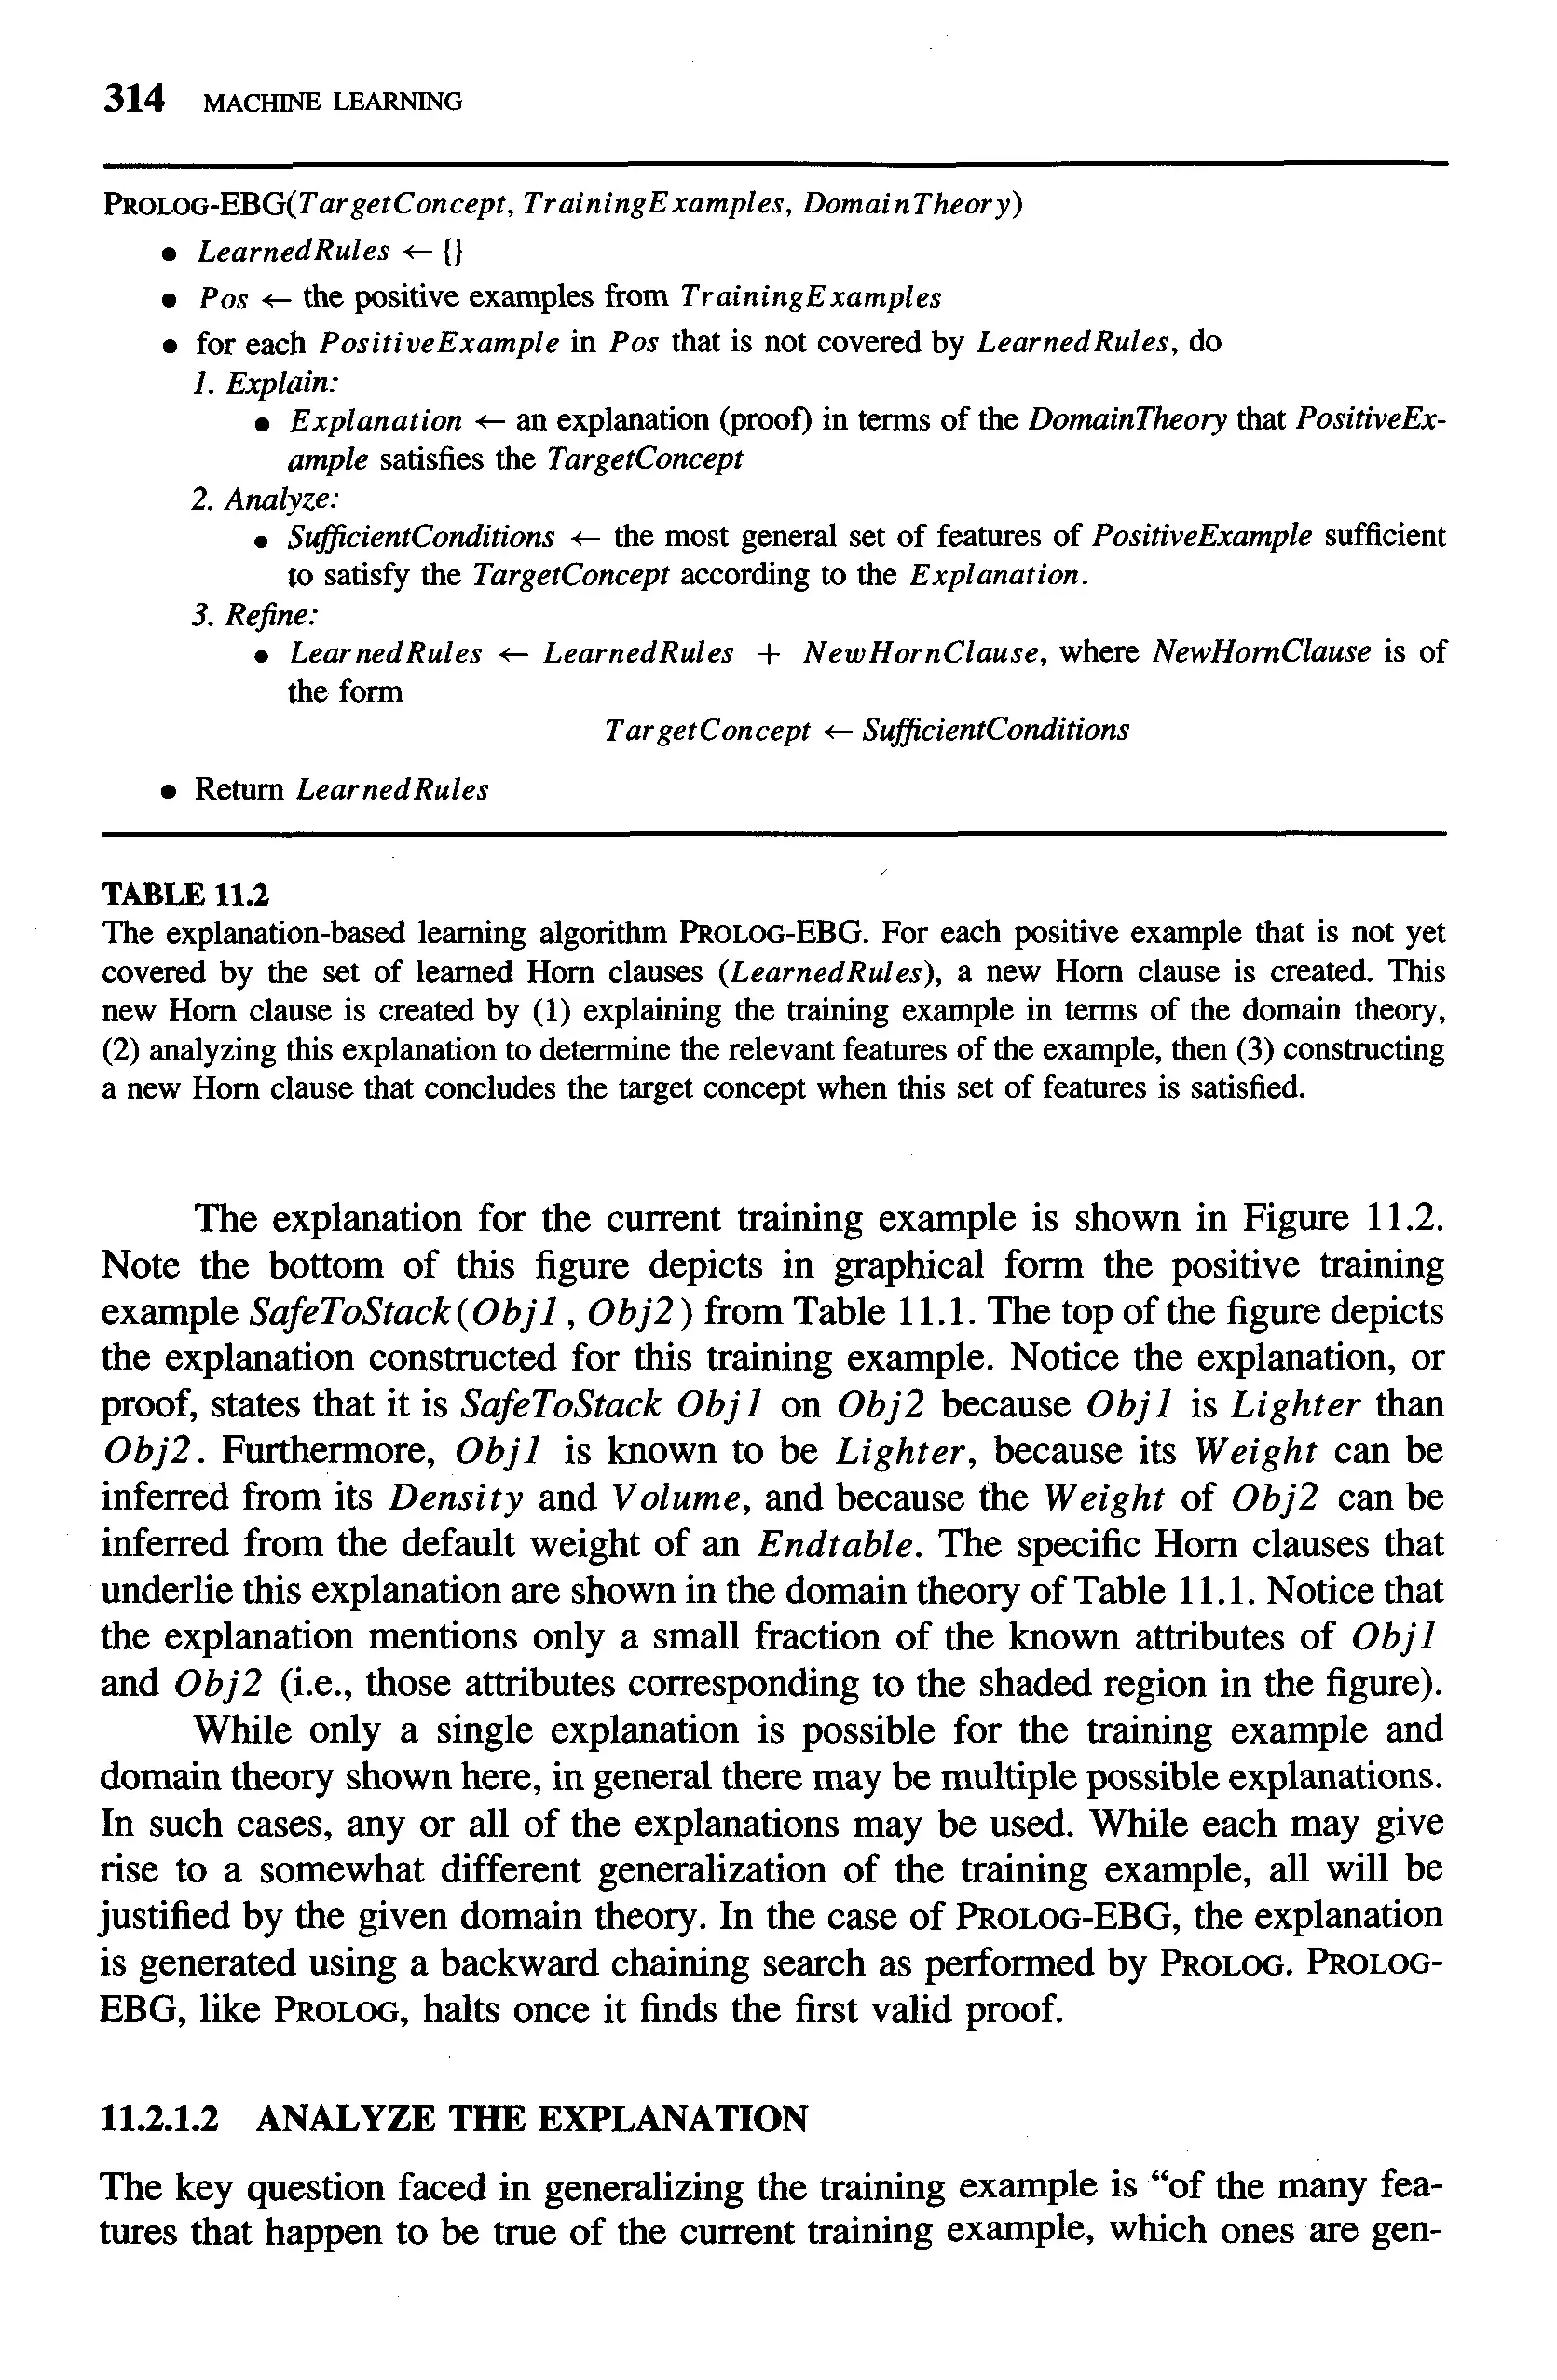 314 MACHINE LEARNING
PROLOG-EBG(TargetConcept, TrainingExamples, DomainTheory)
• LearnedRules ← {}
• Pos ← the positive examples from TrainingExamples
• for each PositiveExample in Pos that is not covered by LearnedRules, do
1. Explain:
• Explanation ← an explanation (proof) in terms of the DomainTheory that PositiveEx-
ample satisfies the TargetConcept
2. Analyze:
• SufficientConditions ← the most general set of features of PositiveExample sufficient
to satisfy the TargetConcept according to the Explanation.
3. Refine:
• LearnedRules ← LearnedRules + NewHornClause, where NewHornClause is of
the form
TargetConcept ← SufficientConditions
• Return LearnedRules
TABLE 11.2
The explanation-based learning algorithm PROLOG-EBG. For each positive example that is not yet
covered by the set of learned Horn clauses (LearnedRules), a new Horn clause is created. This
new Horn clause is created by (1) explaining the training example in terms of the domain theory,
(2) analyzing this explanation to determine the relevant features of the example, then (3) constructing
a new Horn clause that concludes the target concept when this set of features is satisfied.
The explanation for the current training example is shown in Figure 11.2.
Note the bottom of this figure depicts in graphical form the positive training
example SafeToStack(Obj1, Obj2) from Table 11.1. The top of the figure depicts
the explanation constructed for this training example. Notice the explanation, or
proof, states that it is SafeToStack Obj1 on Obj2 because Obj1 is Lighter than
Obj2. Furthermore, Obj1 is known to be Lighter, because its Weight can be
inferred from its Density and Volume, and because the Weight of Obj2 can be
inferred from the default weight of an Endtable. The specific Horn clauses that
underlie this explanation are shown in the domain theory of Table 11.1. Notice that
the explanation mentions only a small fraction of the known attributes of Obj1
and Obj2 (i.e., those attributes corresponding to the shaded region in the figure).
While only a single explanation is possible for the training example and
domain theory shown here, in general there may be multiple possible explanations.
In such cases, any or all of the explanations may be used. While each may give
rise to a somewhat different generalization of the training example, all will be
justified by the given domain theory. In the case of PROLOG-EBG, the explanation
is generated using a backward chaining search as performed by PROLOG. PROLOG-
EBG, like PROLOG, halts once it finds the first valid proof.
11.2.1.2 ANALYZE THE EXPLANATION
The key question faced in generalizing the training example is “of the many fea-
tures that happen to be true of the current training example, which ones are gen-